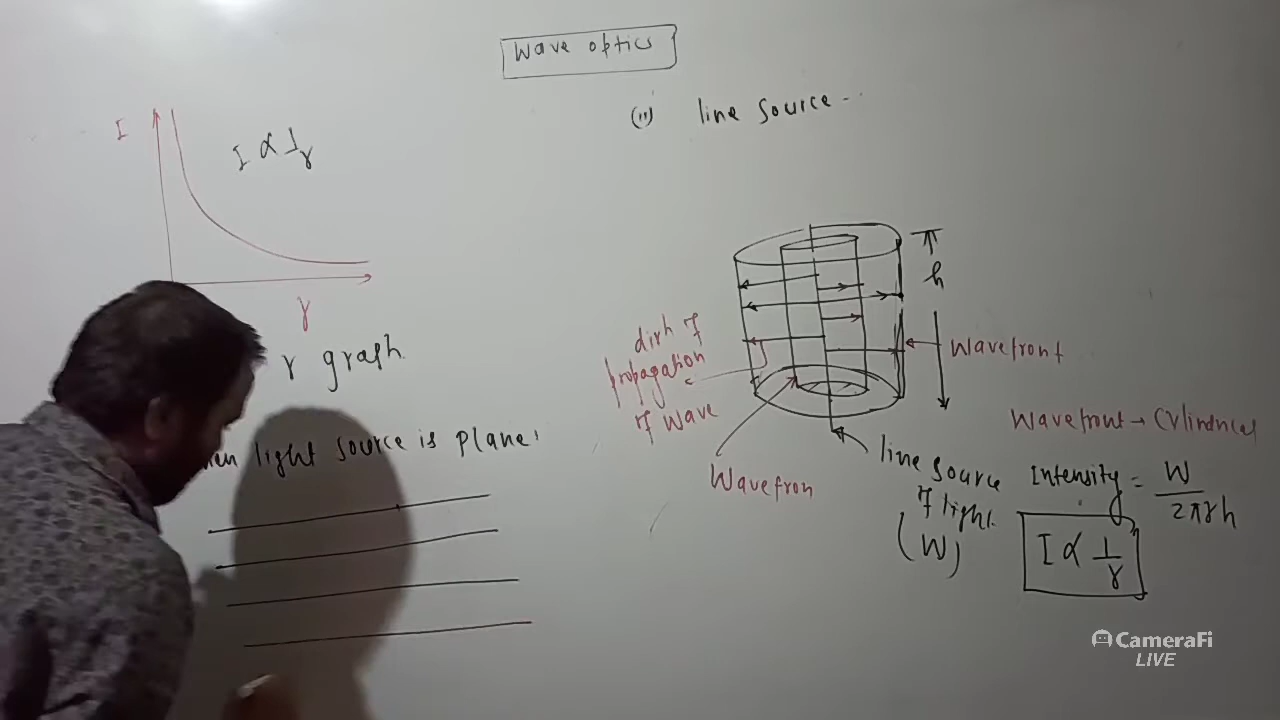 Wave optics
(ii) line source --
I
I ∝ 1/r
r
r graph
light source is plane'
h
Wavefront
dirn of
propagation
of wave
Wavefron
line source
of light.
(W)
Wavefront → Cylindrical
Intensity = W/2πrh
I ∝ 1/r
CameraFi
LIVE